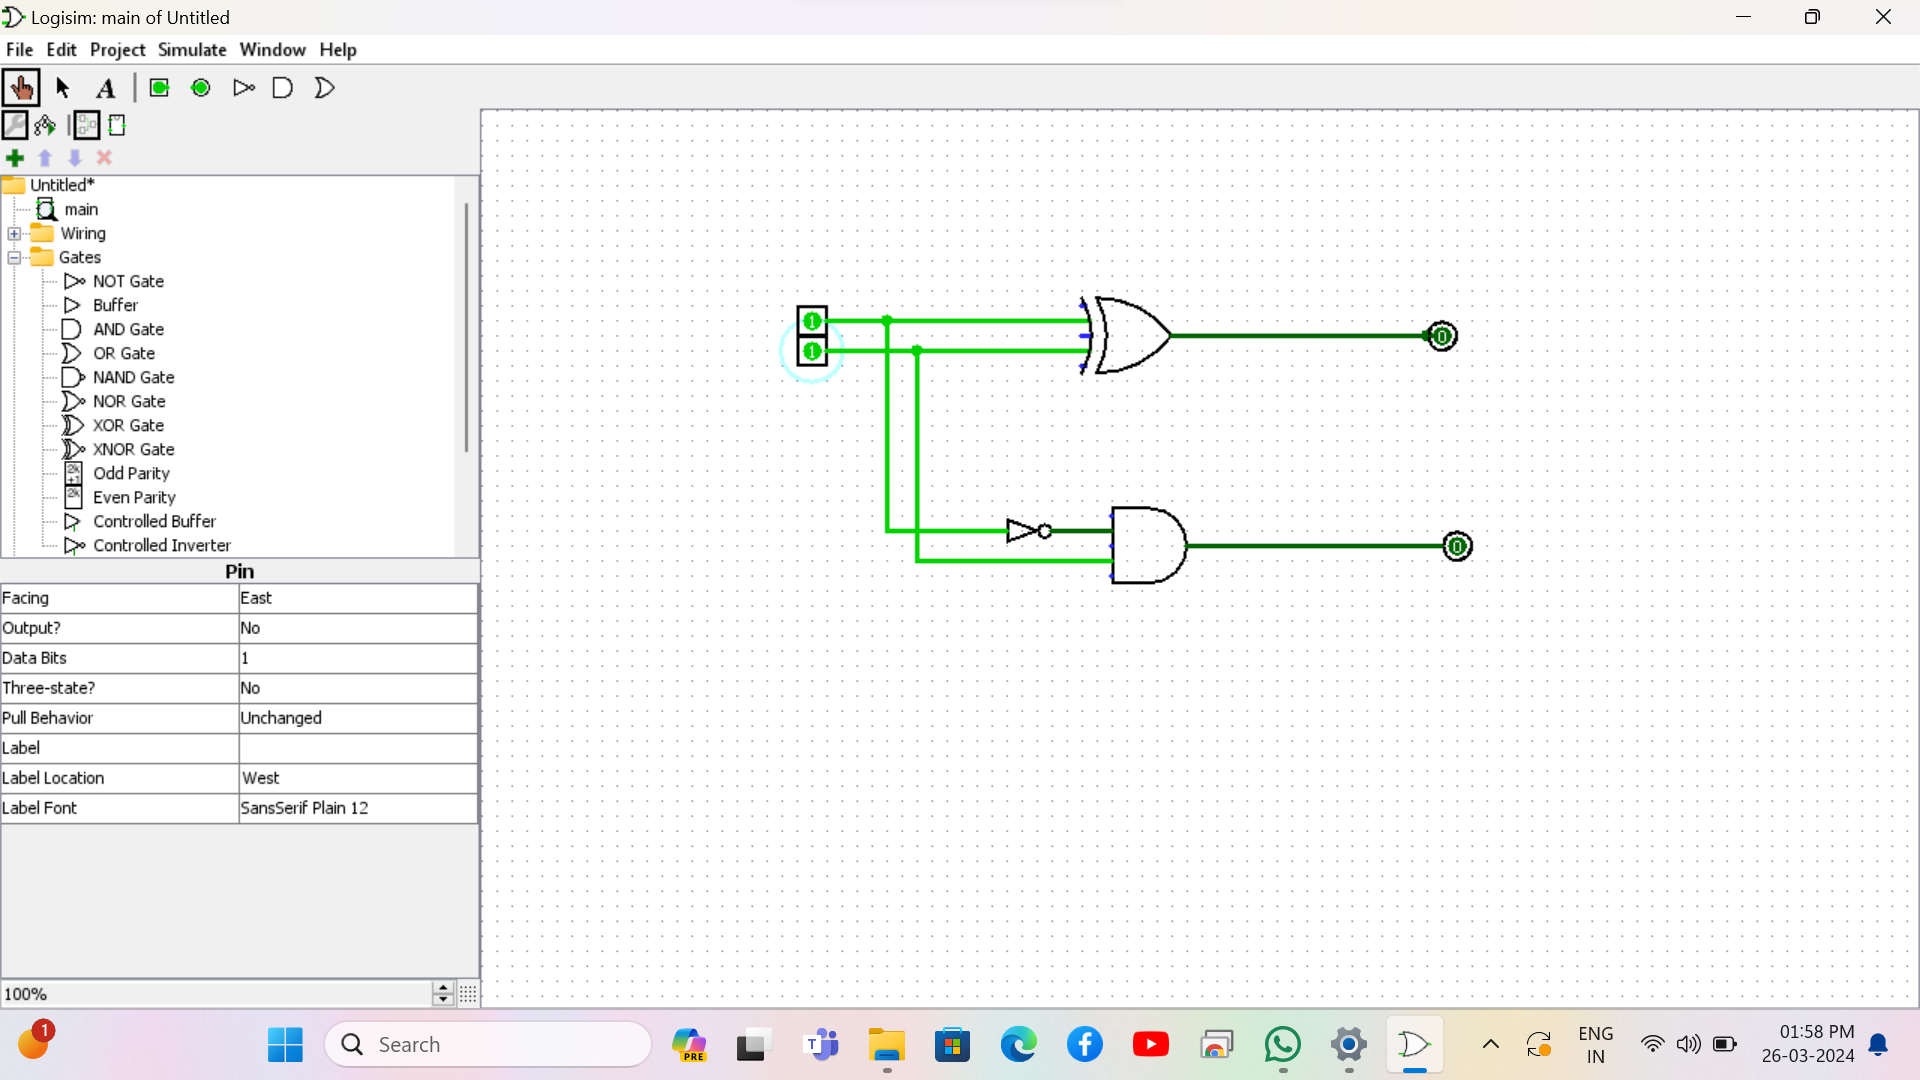 Logisim: main of Untitled
File Edit Project Simulate Window Help
A
Untitled*
main
Wiring
Gates
NOT Gate
Buffer
AND Gate
OR Gate
NAND Gate
NOR Gate
XOR Gate
XNOR Gate
2k
+1
Odd Parity
2k
Even Parity
Controlled Buffer
Controlled Inverter
Pin
Facing East
Output? No
Data Bits 1
Three-state? No
Pull Behavior Unchanged
Label
Label Location West
Label Font SansSerif Plain 12
100%
1
1
0
0
1
Search
PRE
T
ENG
IN
01:58 PM
26-03-2024